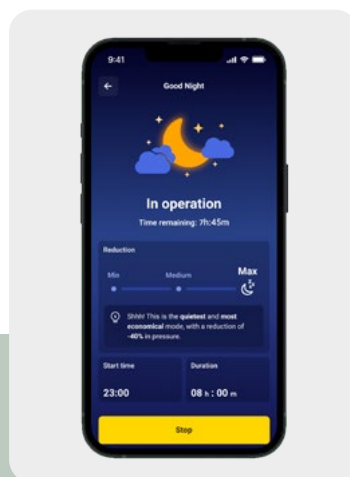 9:41
Good Night
In operation
Time remaining: 7h:45m
Reduction
Min Medium Max
Shhh! This is the quietest and most
economical mode, with a reduction of
-40% in pressure.
Start time Duration
23:00 08 h : 00 m
Stop